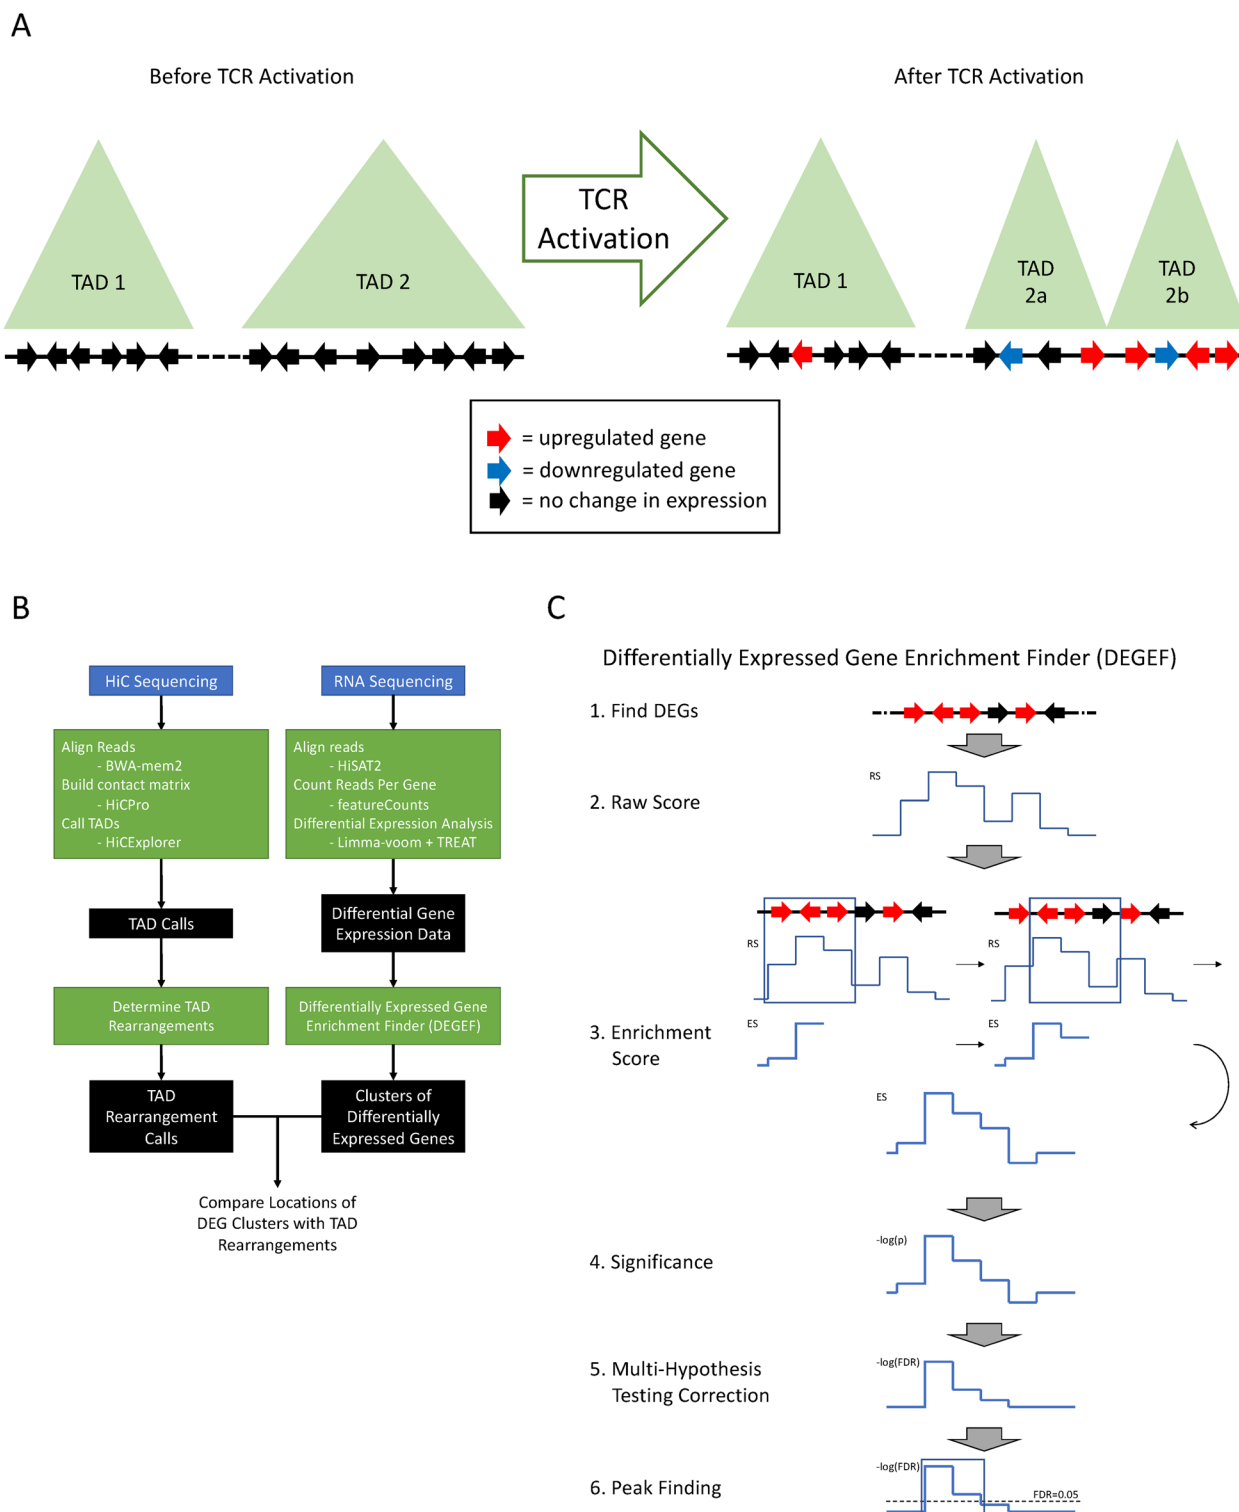 A
Before TCR Activation
After TCR Activation
TCR
Activation
TAD 1
TAD 2
TAD 1
TAD
2a
TAD
2b
= upregulated gene
= downregulated gene
= no change in expression
B
HiC Sequencing
RNA Sequencing
Align Reads
- BWA-mem2
Build contact matrix
- HiCPro
Call TADs
- HiCExplorer
Align reads
- HiSAT2
Count Reads Per Gene
- featureCounts
Differential Expression Analysis
- Limma-voom + TREAT
TAD Calls
Differential Gene
Expression Data
Determine TAD
Rearrangements
Differentially Expressed Gene
Enrichment Finder (DEGEF)
TAD
Rearrangement
Calls
Clusters of
Differentially
Expressed Genes
Compare Locations of
DEG Clusters with TAD
Rearrangements
C
Differentially Expressed Gene Enrichment Finder (DEGEF)
1. Find DEGs
RS
2. Raw Score
RS
RS
ES
ES
3. Enrichment
Score
ES
-log(p)
4. Significance
-log(FDR)
5. Multi-Hypothesis
Testing Correction
-log(FDR)
6. Peak Finding
FDR=0.05